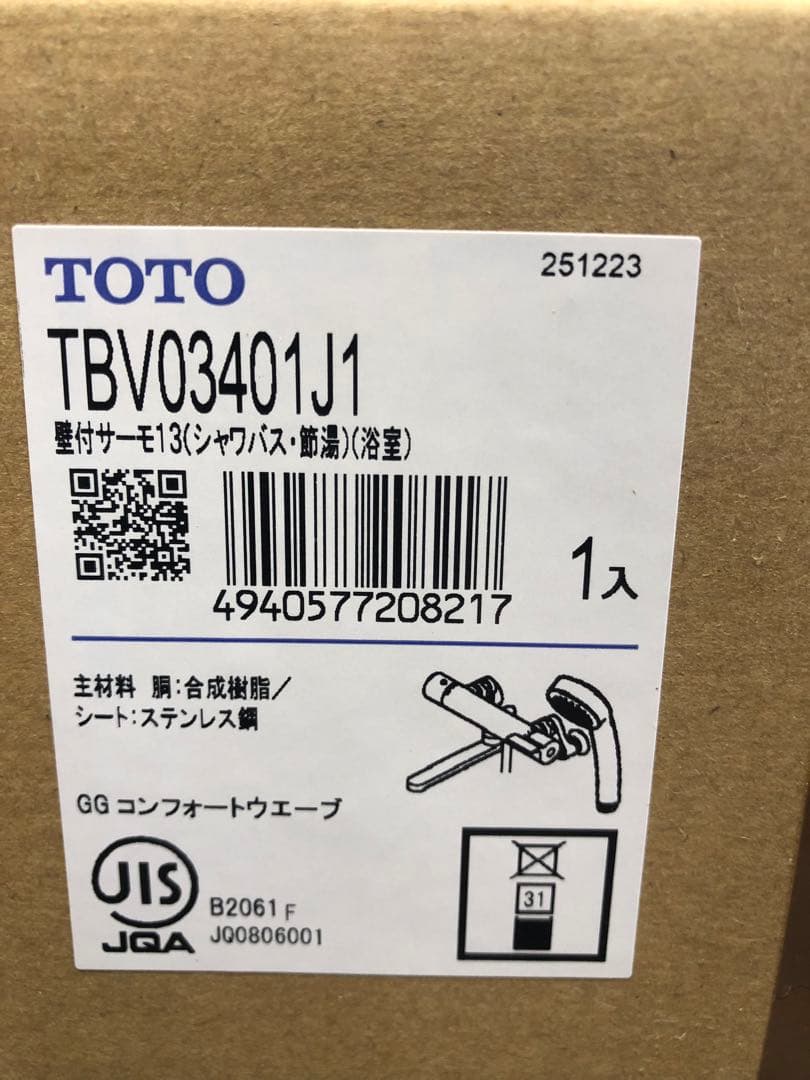 TOTO
251223
TBV03401J1
壁付サーモ13(シャワバス・節湯)(浴室)
4940577208217
1入
主材料 胴:合成樹脂/
シート:ステンレス鋼
GGコンフォートウエーブ
JIS
B2061 F
JQA
JQ0806001
31